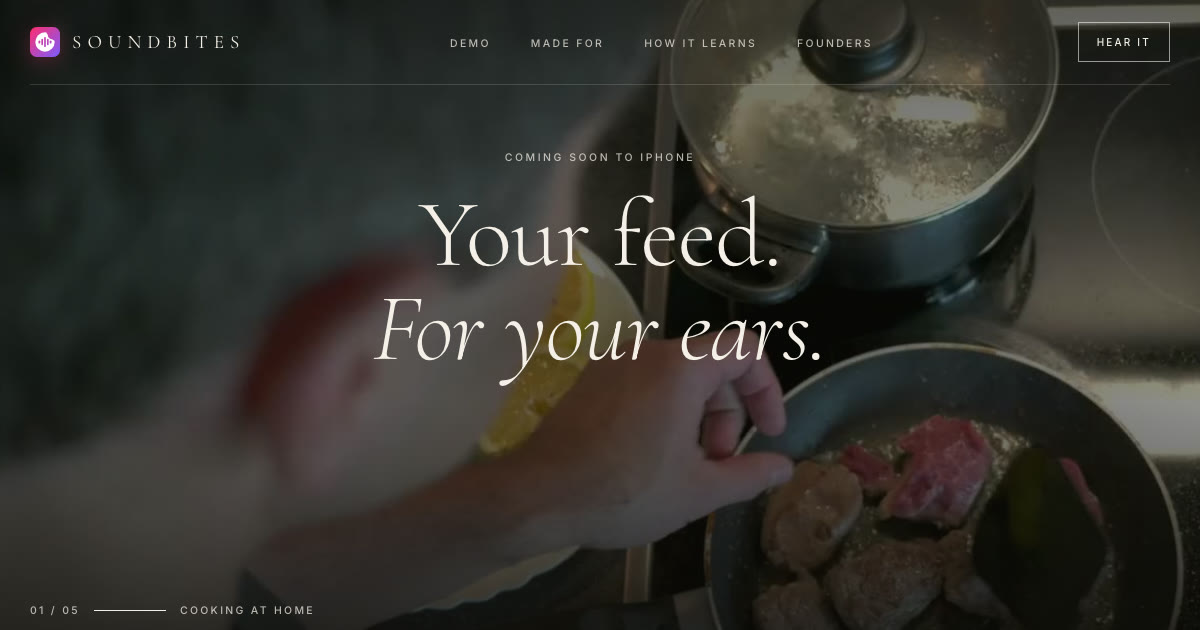 SOUNDBITES
DEMO
MADE FOR
HOW IT LEARNS
FOUNDERS
HEAR IT
COMING SOON TO IPHONE
Your feed.
For your ears.
01 / 05
COOKING AT HOME